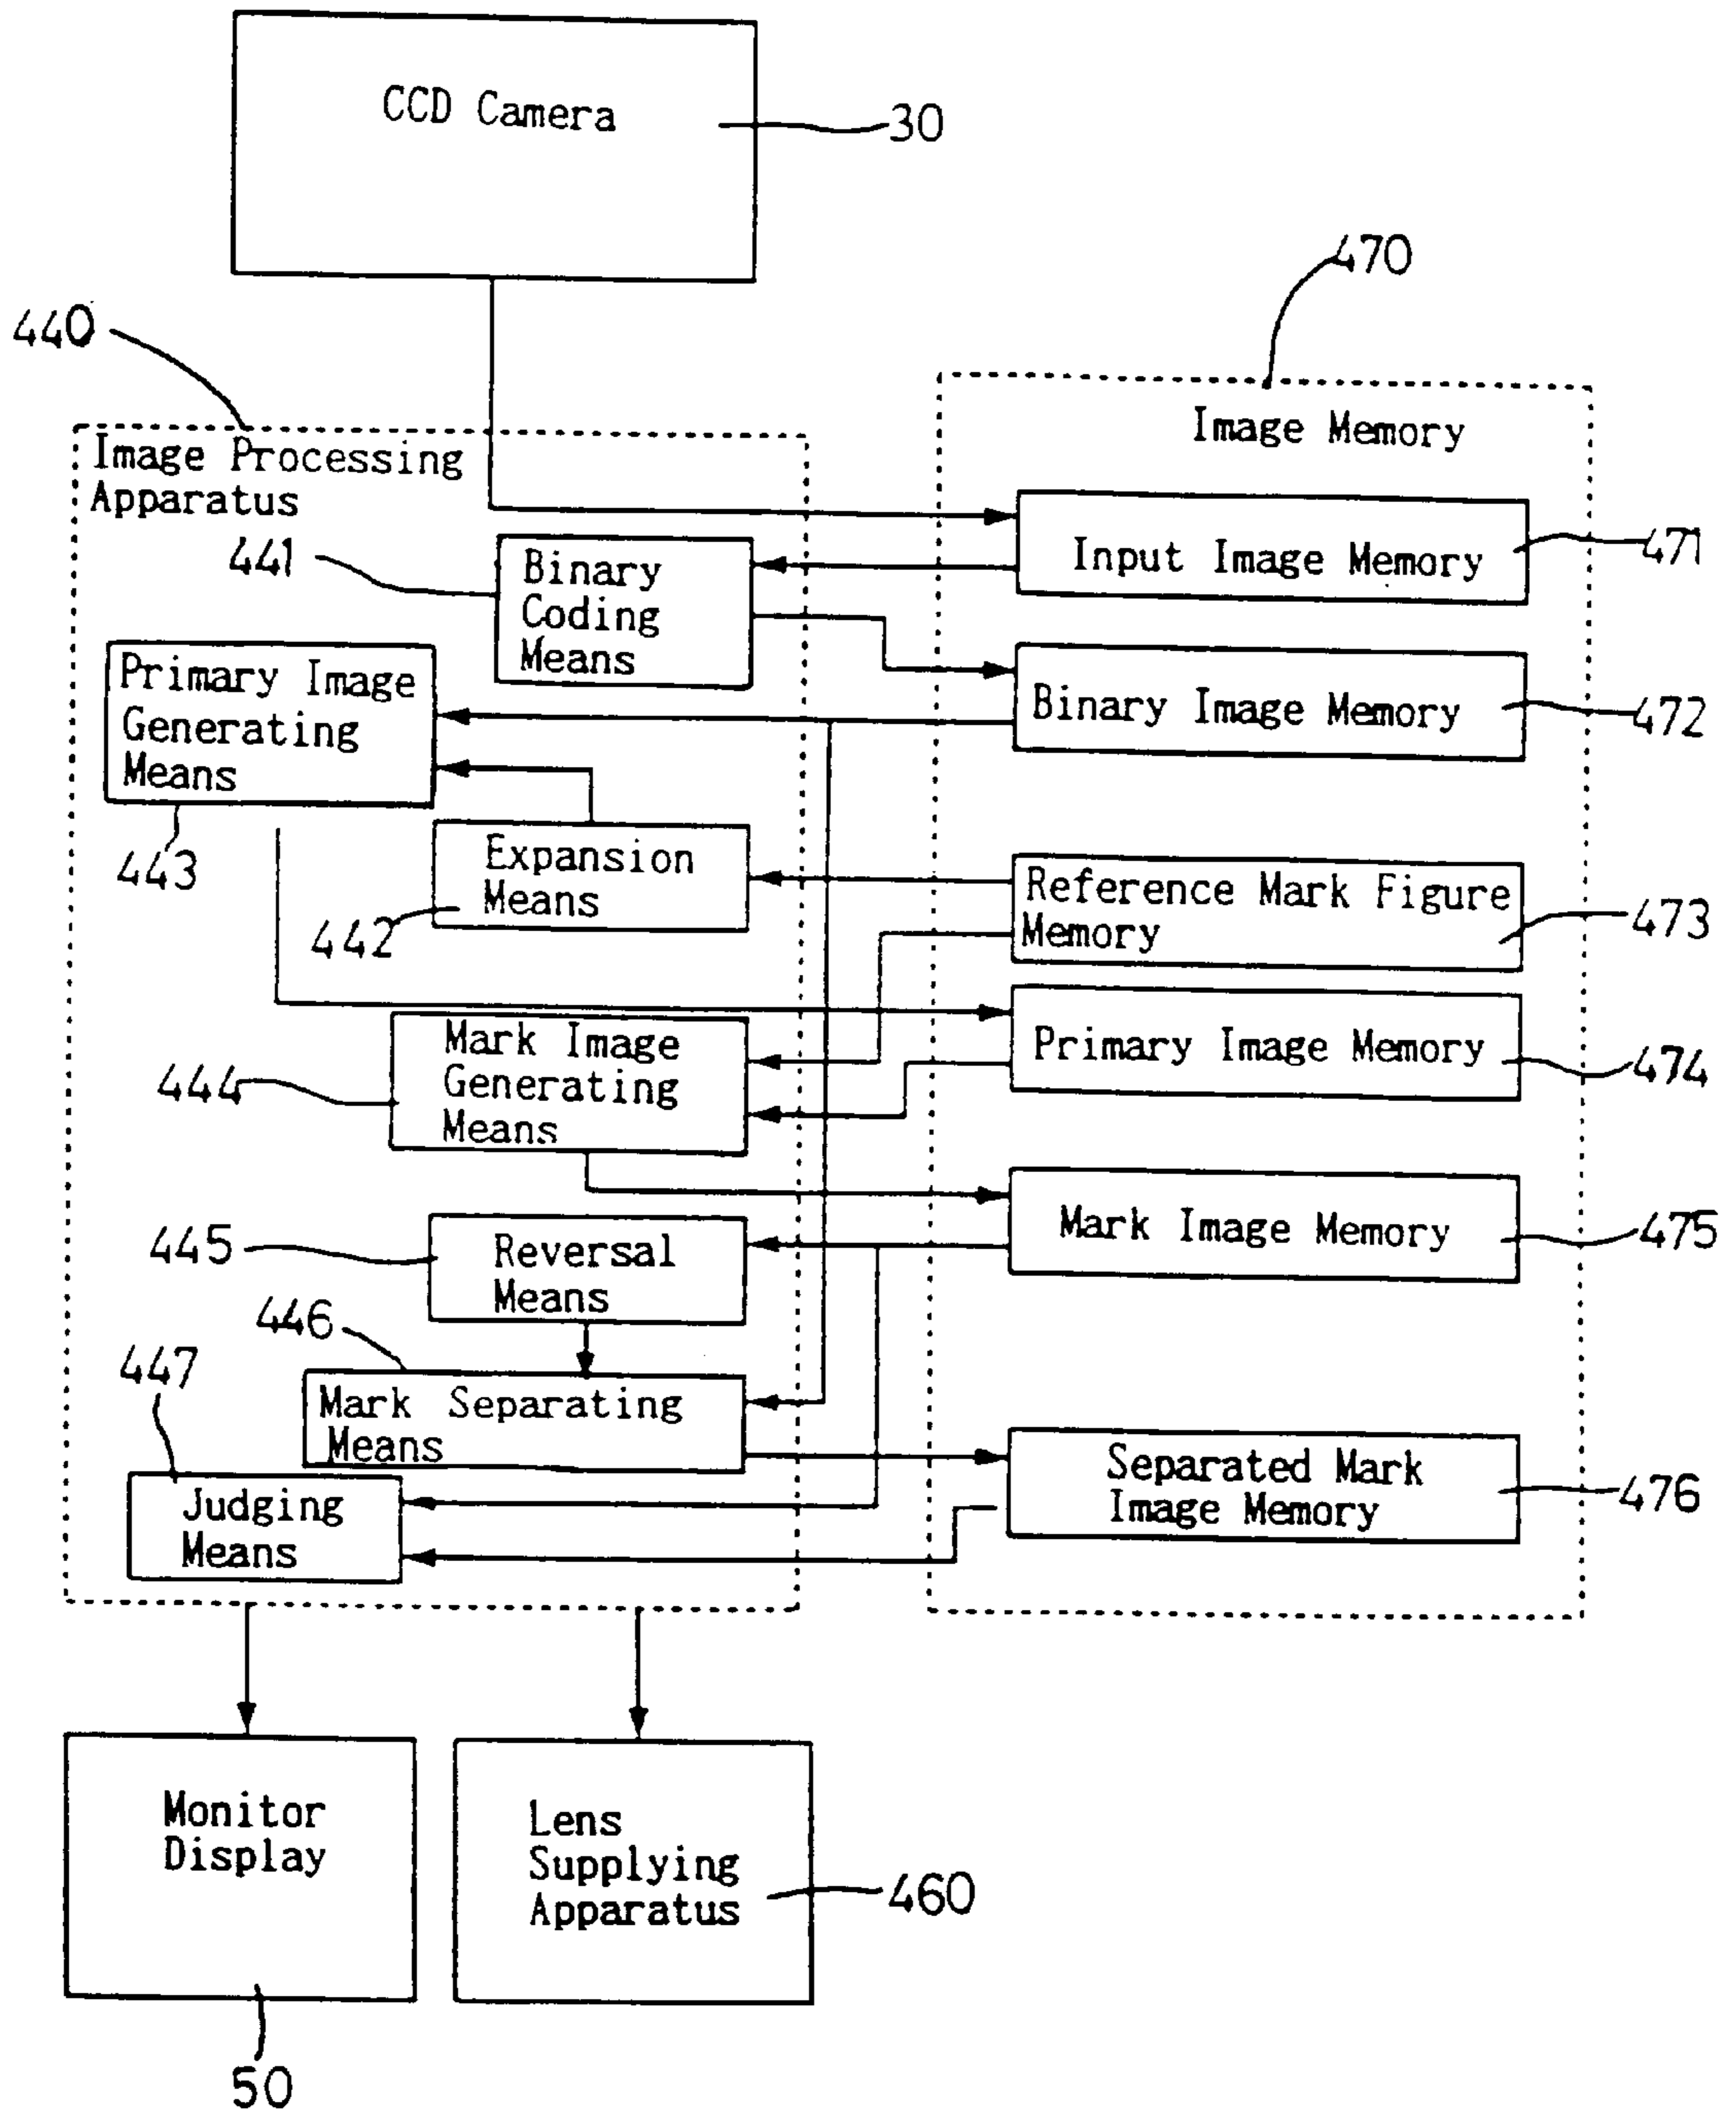 CCD Camera
30
470
440
Image Memory
Image Processing
Apparatus
441
Binary
Coding
Means
Input Image Memory
471
Primary Image
Generating
Means
443
Binary Image Memory
472
Expansion
Means
442
Reference Mark Figure
Memory
473
Mark Image
Generating
Means
444
Primary Image Memory
474
445
Reversal
Means
Mark Image Memory
475
446
Mark Separating
Means
447
Judging
Means
Separated Mark
Image Memory
476
Monitor
Display
50
Lens
Supplying
Apparatus
460